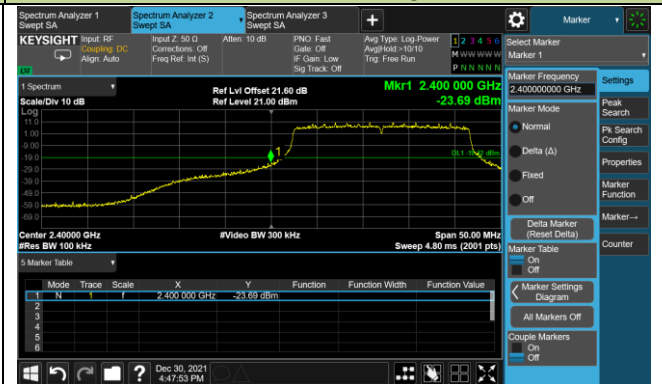 Spectrum Analyzer 1
Swept SA
Spectrum Analyzer 2
Swept SA
Spectrum Analyzer 3
Swept SA
Marker
KEYSIGHT
Input: RF
Coupling: DC
Align: Auto
Input Z: 50 Ω
Corrections: Off
Freq Ref: Int (S)
Atten: 10 dB
PNO: Fast
Gate: Off
IF Gain: Low
Sig Track: Off
Avg Type: Log-Power
Avg|Hold:>10/10
Trig: Free Run
1 2 3 4 5 6
M W W W W W
P N N N N N
Select Marker
Marker 1
1 Spectrum
Scale/Div 10 dB
Ref Lvl Offset 21.60 dB
Ref Level 21.00 dBm
Mkr1 2.400 000 GHz
-23.69 dBm
Log
11.0
1.00
-9.00
-19.0
-29.0
-39.0
-49.0
-59.0
-69.0
1
Center 2.40000 GHz
#Res BW 100 kHz
#Video BW 300 kHz
Span 50.00 MHz
Sweep 4.80 ms (2001 pts)
5 Marker Table
Mode Trace Scale X Y Function Function Width Function Value
1 N 1 f 2.400 000 GHz -23.69 dBm
2
3
4
5
6
Dec 30, 2021
4:47:53 PM
Marker Frequency
2.400000000 GHz
Marker Mode
Normal
Delta (Δ)
Fixed
Off
Delta Marker
(Reset Delta)
Marker Table
On
Off
Marker Settings
Diagram
All Markers Off
Couple Markers
On
Off
Settings
Peak
Search
Pk Search
Config
Properties
Marker
Function
Marker→
Counter